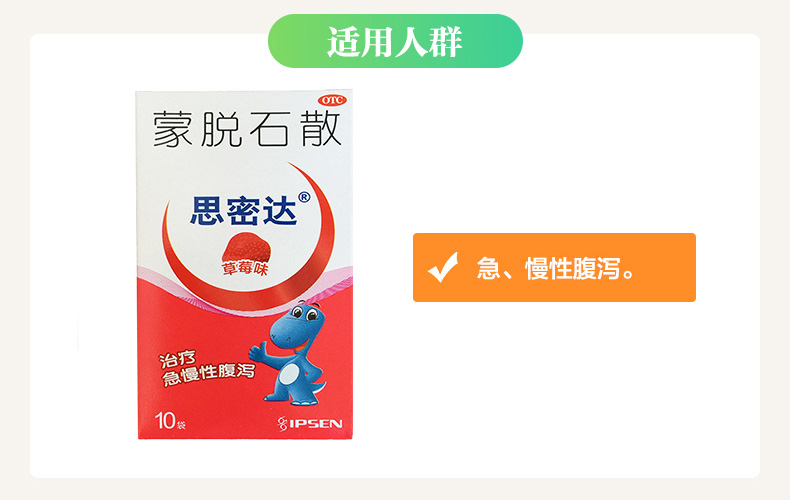 适用人群
OTC
蒙脱石散
思密达®
草莓味
急、慢性腹泻。
治疗
急慢性腹泻
10袋
IPSEN